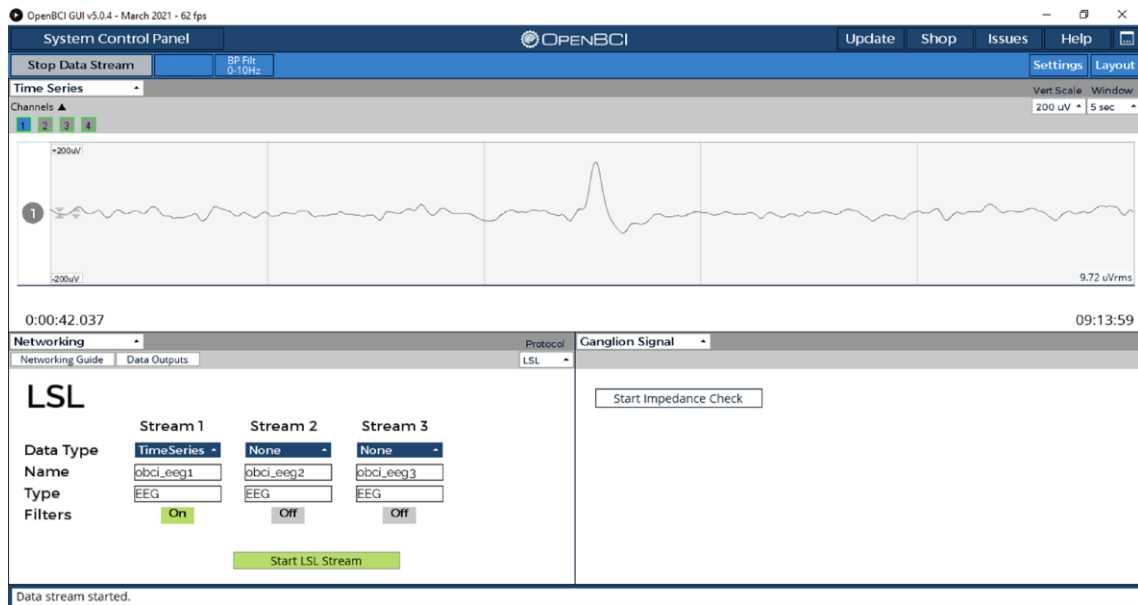 OpenBCI GUI v5.0.4 - March 2021 - 62 fps
System Control Panel OPENBCI Update Shop Issues Help
Stop Data Stream BP Filt 0-10Hz Settings Layout
Time Series Vert Scale Window
Channels 200 uV 5 sec
1 2 3 4
+200uV
1
-200uV 9.72 uVrms
0:00:42.037 09:13:59
Networking Protocol Ganglion Signal
Networking Guide Data Outputs LSL
LSL Start Impedance Check
Stream 1 Stream 2 Stream 3
Data Type TimeSeries None None
Name obci_eeg1 obci_eeg2 obci_eeg3
Type EEG EEG EEG
Filters On Off Off
Start LSL Stream
Data stream started.